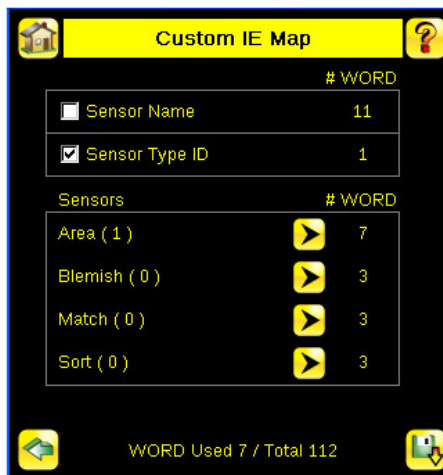 Custom IE Map
# WORD
Sensor Name 11
Sensor Type ID 1
Sensors # WORD
Area ( 1 ) 7
Blemish ( 0 ) 3
Match ( 0 ) 3
Sort ( 0 ) 3
WORD Used 7 / Total 112